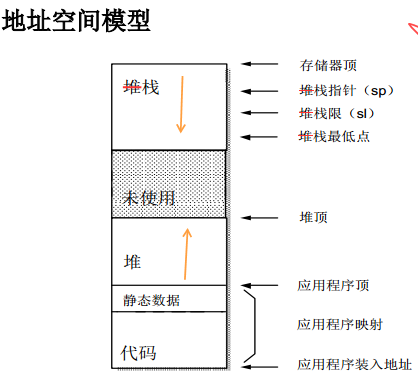 地址空间模型
存储器顶
堆栈
堆栈指针（sp）
堆栈限（sl）
堆栈最低点
未使用
堆顶
堆
应用程序顶
静态数据
应用程序映射
代码
应用程序装入地址